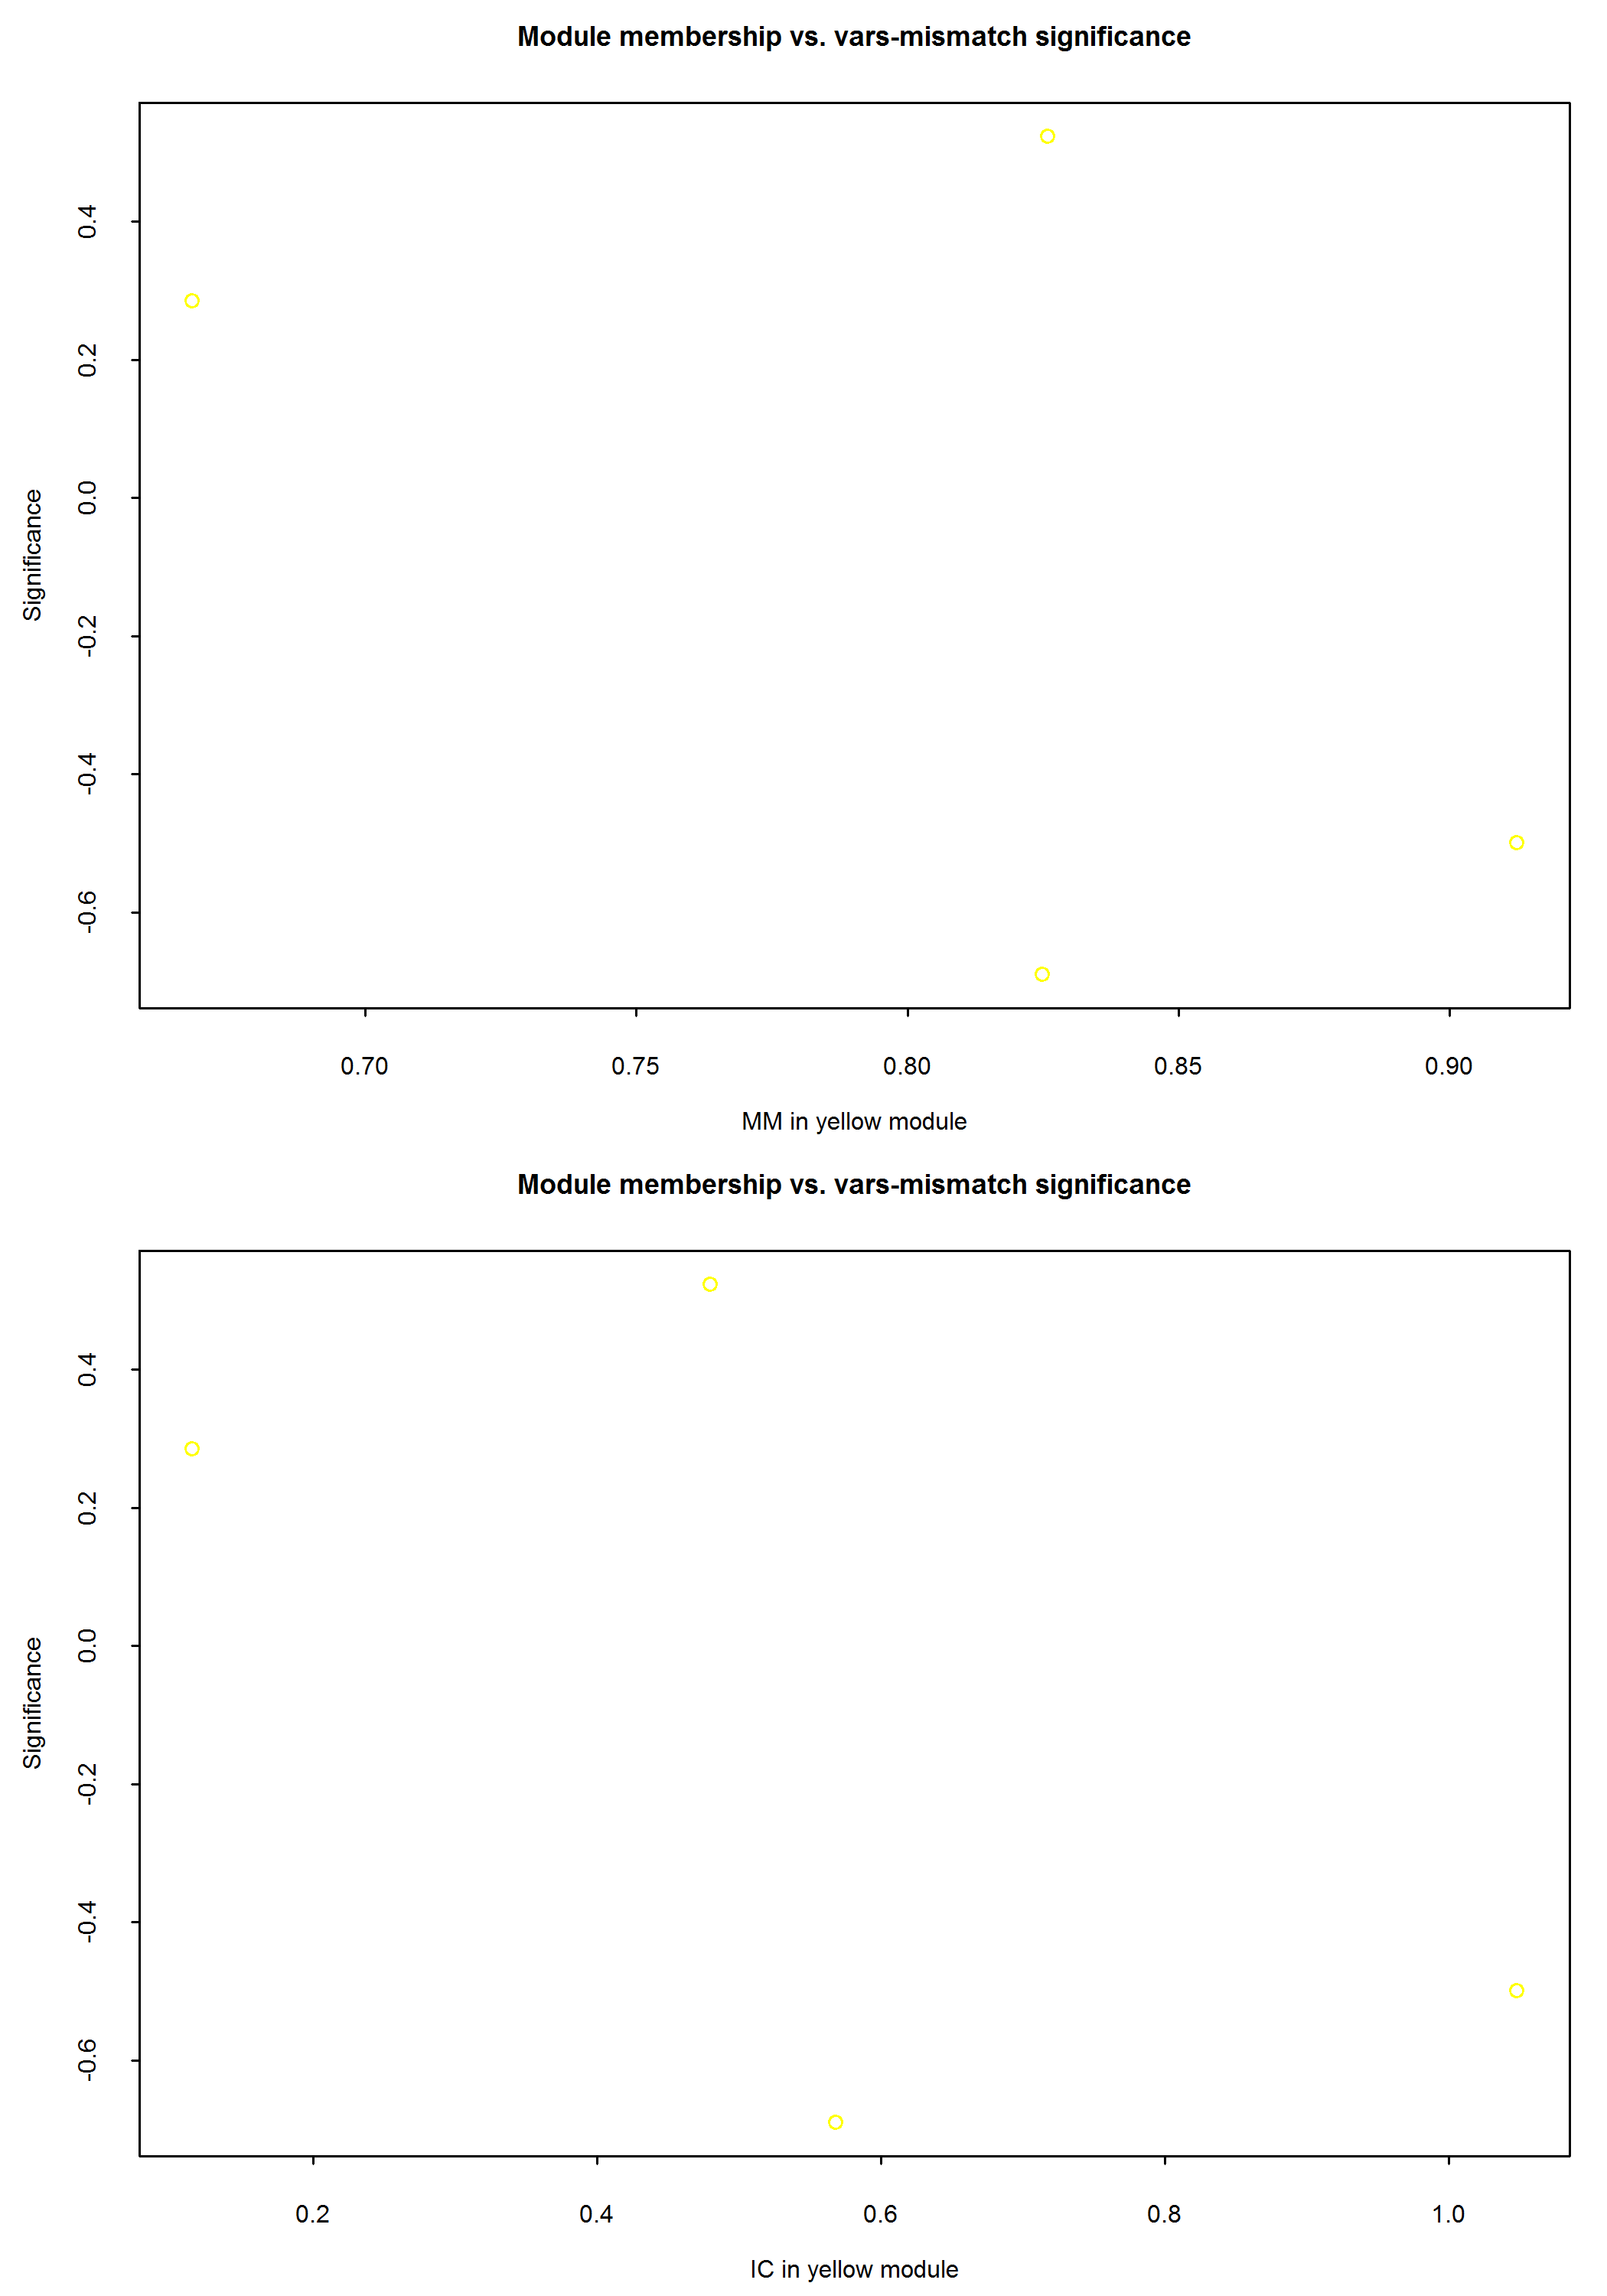 Module membership vs. vars-mismatch significance
0.4
0.2
0.0
-0.2
-0.4
-0.6
Significance
0.70 0.75 0.80 0.85 0.90
MM in yellow module
Module membership vs. vars-mismatch significance
0.4
0.2
0.0
-0.2
-0.4
-0.6
Significance
0.2 0.4 0.6 0.8 1.0
IC in yellow module